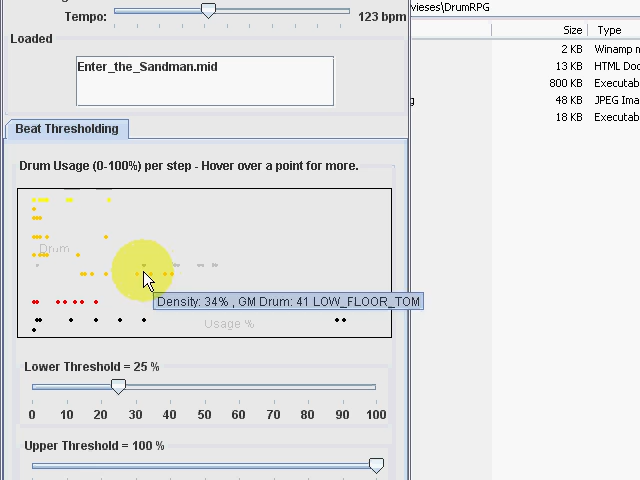 vieses\DrumRPG
Tempo:
123 bpm
Loaded
Size
Type
Enter_the_Sandman.mid
2 KB
Winamp m
13 KB
HTML Doc
800 KB
Executab
48 KB
JPEG Ima
18 KB
Executab
Beat Thresholding
Drum Usage (0-100%) per step - Hover over a point for more.
Drum
Density: 34% , GM Drum: 41 LOW_FLOOR_TOM
Usage %
Lower Threshold = 25 %
0 10 20 30 40 50 60 70 80 90 100
Upper Threshold = 100 %